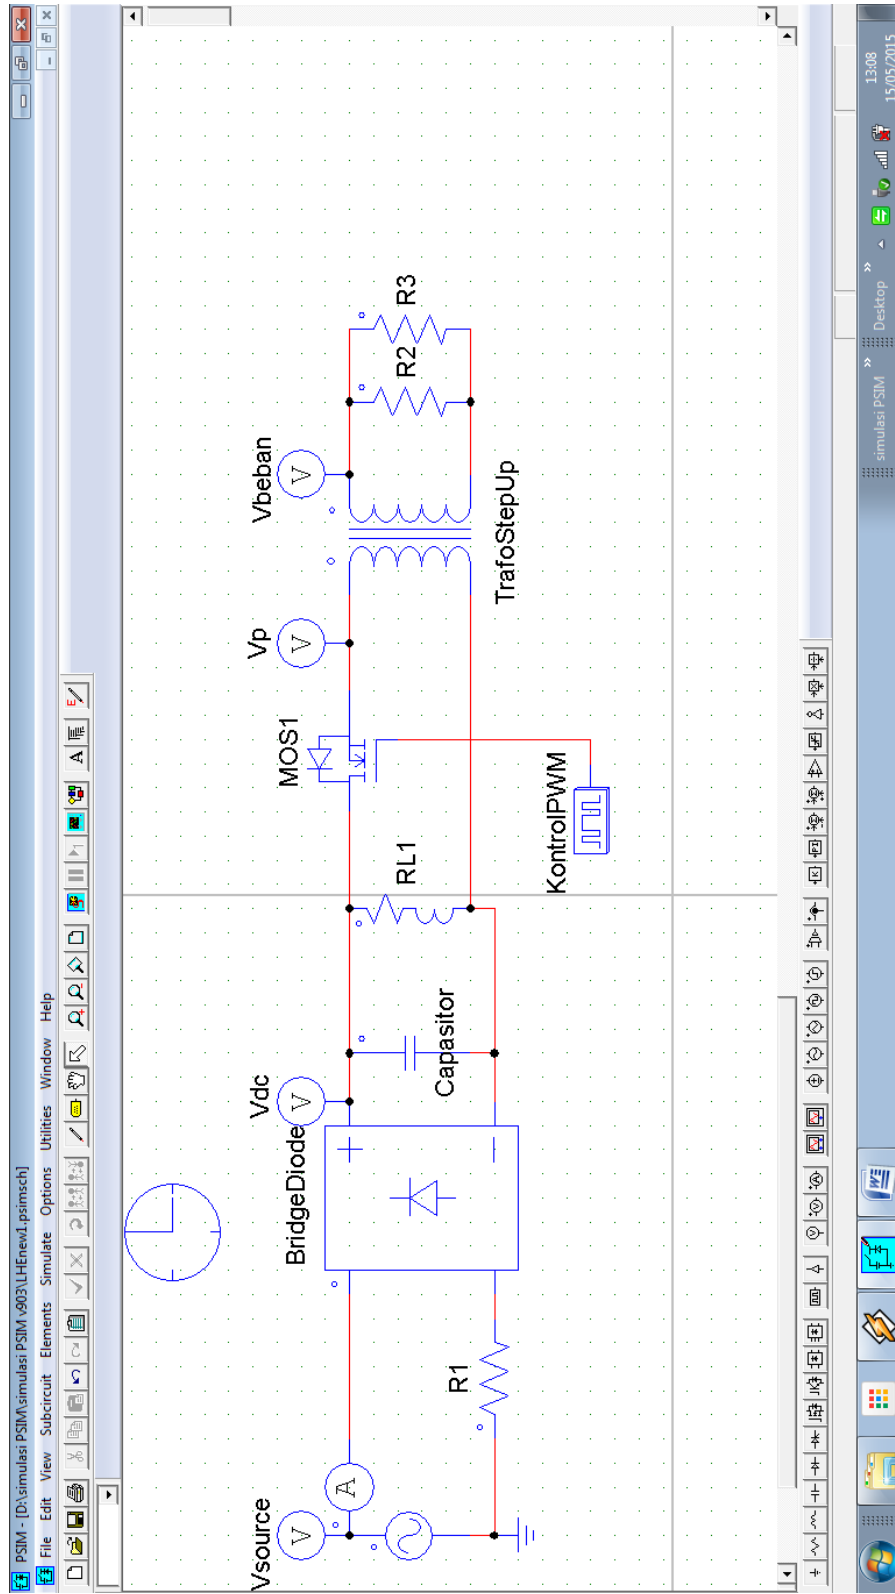 PSIM - [D:\simulasi PSIM\simulasi PSIM v903\LHEnew1.psimsch]
File Edit View Subcircuit Elements Simulate Options Utilities Window Help
Vsource
V
A
R1
BridgeDiode
Vdc
V
Capasitor
RL1
MOS1
KontrolPWM
Vp
V
TrafoStepUp
Vbeban
V
R2
R3
simulasi PSIM
Desktop
13:08
15/05/2015